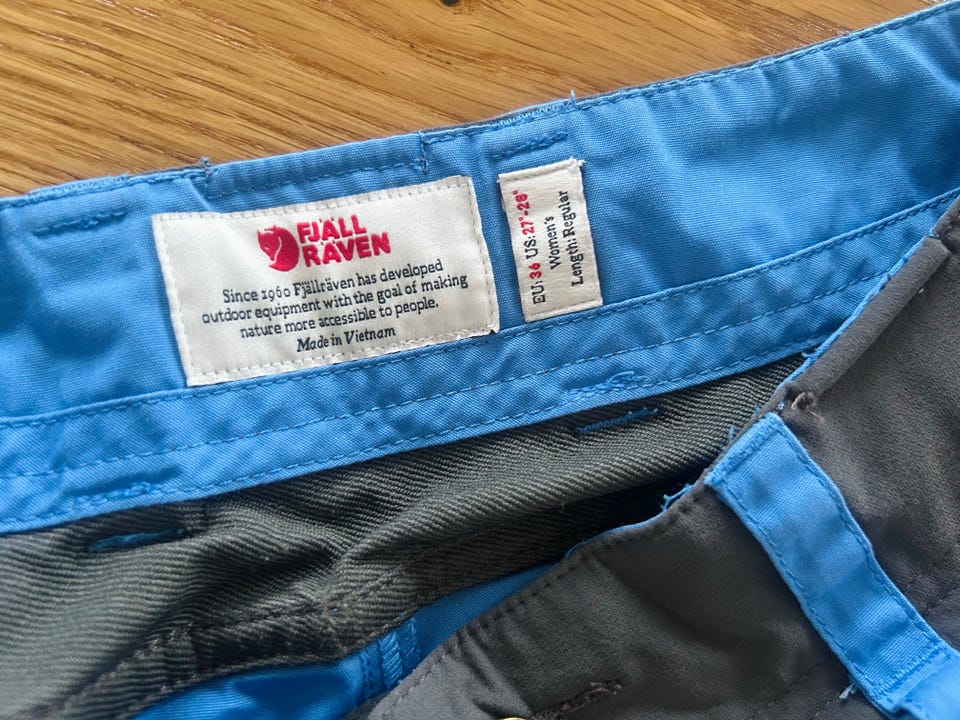 FJÄLL
RÄVEN
Since 1960 Fjällräven has developed
outdoor equipment with the goal of making
nature more accessible to people.
Made in Vietnam
EU:36 US:27"-28"
Women's
Length: Regular